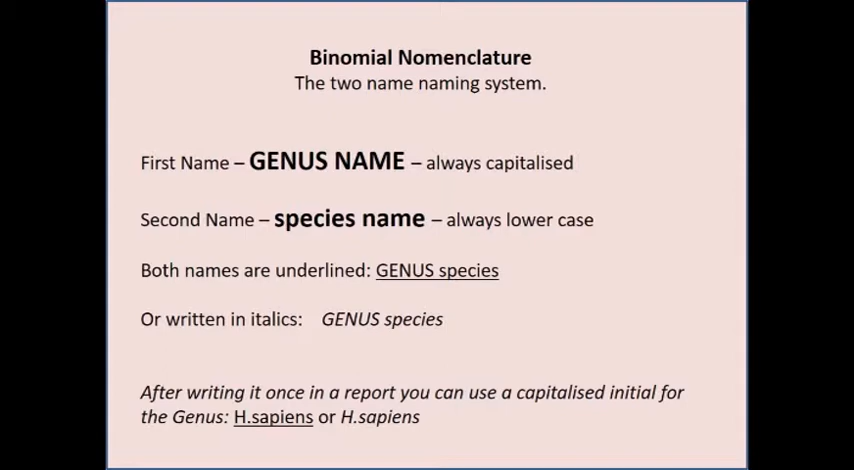 Binomial Nomenclature
The two name naming system.
First Name – GENUS NAME – always capitalised
Second Name – species name – always lower case
Both names are underlined: GENUS species
Or written in italics: GENUS species
After writing it once in a report you can use a capitalised initial for
the Genus: H.sapiens or H.sapiens